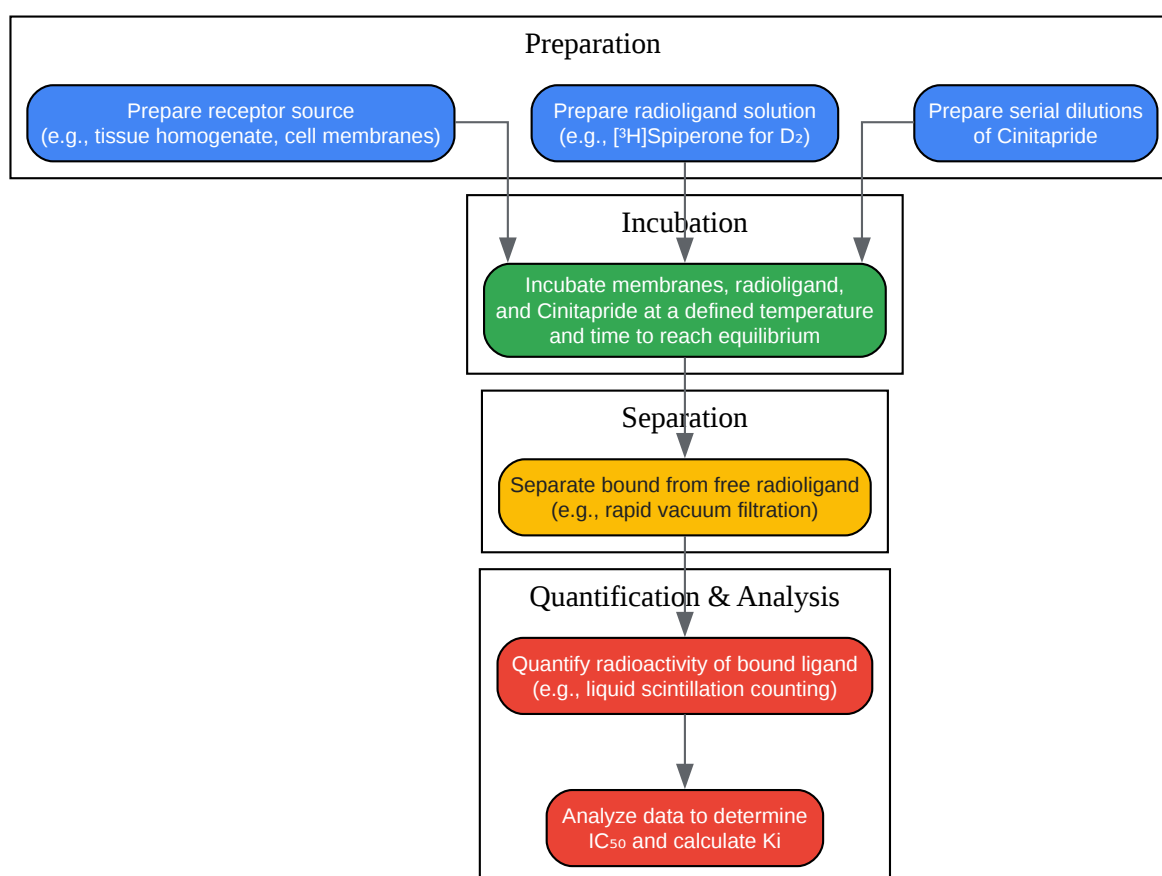 Preparation
Prepare receptor source
(e.g., tissue homogenate, cell membranes)
Prepare radioligand solution
(e.g., [³H]Spiperone for D₂)
Prepare serial dilutions
of Cinitapride
Incubation
Incubate membranes, radioligand,
and Cinitapride at a defined temperature
and time to reach equilibrium
Separation
Separate bound from free radioligand
(e.g., rapid vacuum filtration)
Quantification & Analysis
Quantify radioactivity of bound ligand
(e.g., liquid scintillation counting)
Analyze data to determine
IC₅₀ and calculate Ki